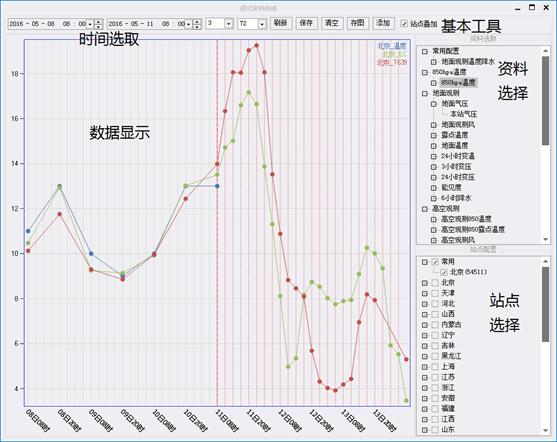 2016 - 05 - 08  08 : 00
2016 - 05 - 11  08 : 00
3
72
刷新
保存
清空
存图
添加
站点叠加
基本工具
时间选取
数据显示
北京_温度
北京_EC
北京_T639
18
16
14
12
10
8
6
4
08日08时
08日20时
09日08时
09日20时
10日08时
10日20时
11日08时
11日20时
12日08时
12日20时
13日08时
13日20时
资料选取
资料
选择
常用配置
地面观测温度降水
850hpa温度
850hpa温度
地面观测
地面气压
本站气压
地面观测风
露点温度
地面温度
24小时变温
3小时变压
24小时变压
能见度
6小时降水
高空观测
高空观测850温度
高空观测850露点温度
高空观测风
站点配置
站点
选择
常用
北京(54511)
北京
天津
河北
山西
内蒙古
辽宁
吉林
黑龙江
上海
江苏
浙江
安徽
福建
江西
山东